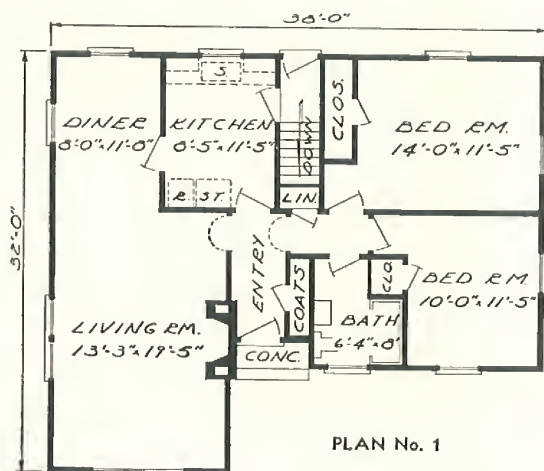 38'-0"
32'-0"
DINER
8'-0"x11'-8"
S.
KITCHEN
8'-5"x11'-5"
R. ST.
DOWN
LIN.
CLOS.
BED RM.
14'-0"x11'-5"
ENTRY
COATS
CLO.
BED RM.
10'-0"x11'-5"
BATH
6'-4"x8'
LIVING RM.
13'-3"x19'-5"
CONC.
PLAN No. 1